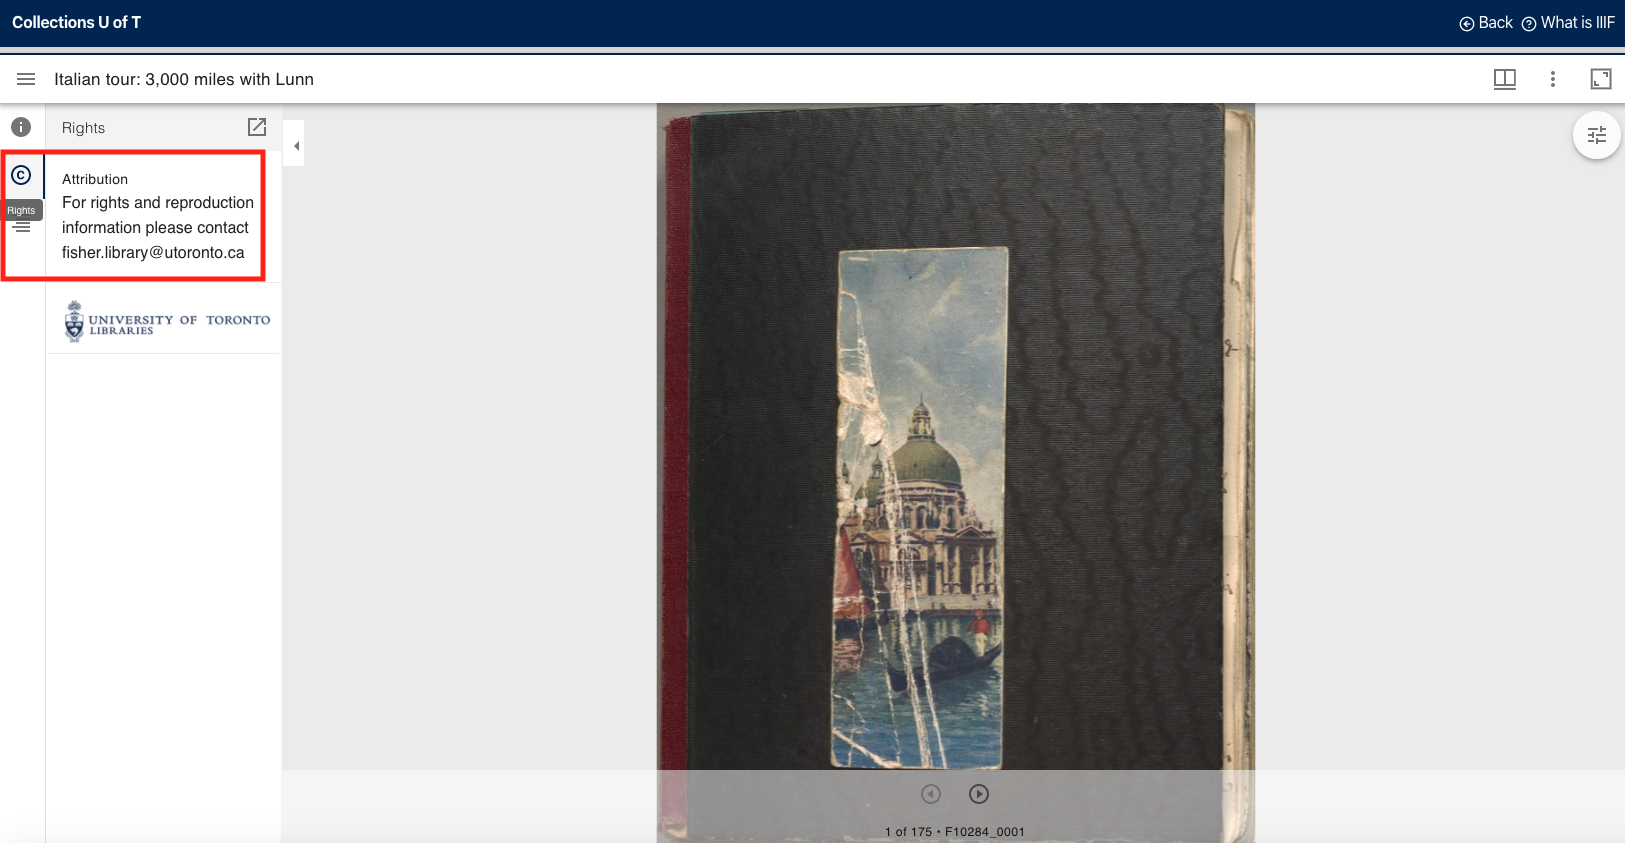 Collections U of T
Back
What is IIIF
Italian tour: 3,000 miles with Lunn
Rights
Attribution
For rights and reproduction
information please contact
fisher.library@utoronto.ca
Rights
UNIVERSITY OF TORONTO
LIBRARIES
1 of 175 • F10284_0001